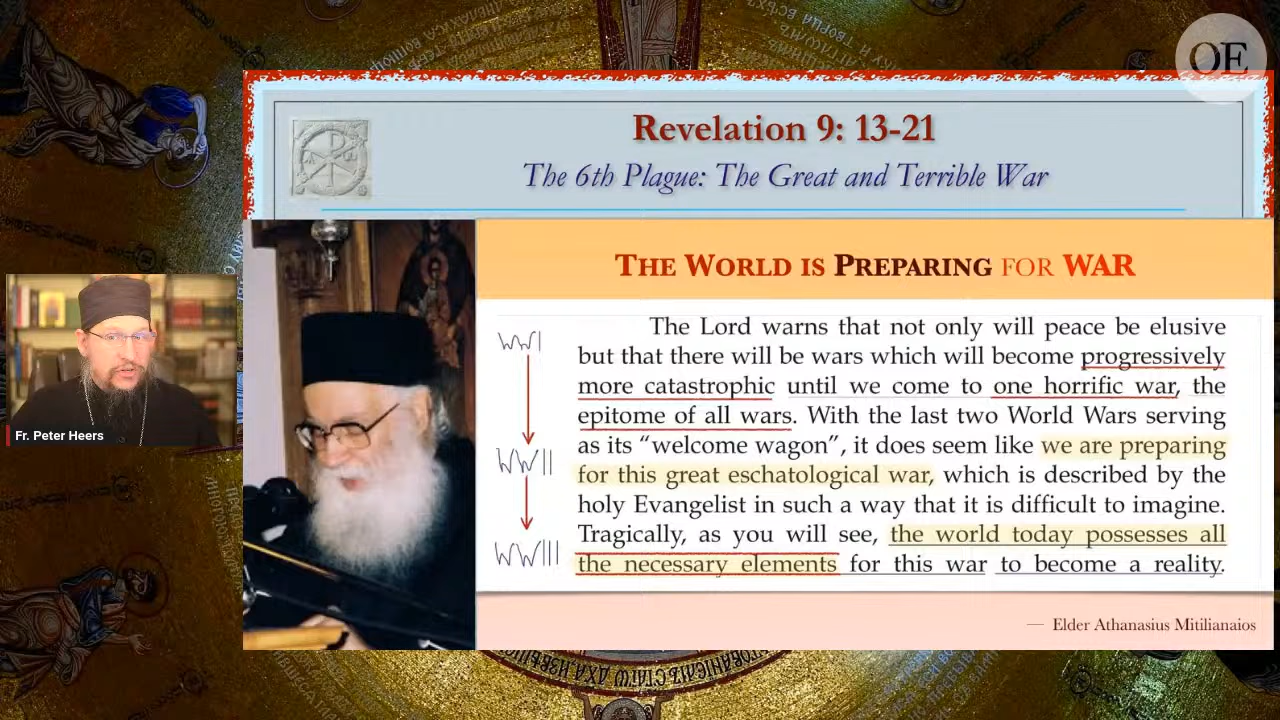 OE
Revelation 9: 13-21
The 6th Plague: The Great and Terrible War
THE WORLD IS PREPARING FOR WAR
The Lord warns that not only will peace be elusive
but that there will be wars which will become progressively
more catastrophic until we come to one horrific war, the
epitome of all wars. With the last two World Wars serving
as its “welcome wagon”, it does seem like we are preparing
for this great eschatological war, which is described by the
holy Evangelist in such a way that it is difficult to imagine.
Tragically, as you will see, the world today possesses all
the necessary elements for this war to become a reality.
WWI
WWII
WWIII
— Elder Athanasius Mitilianaios
Fr. Peter Heers